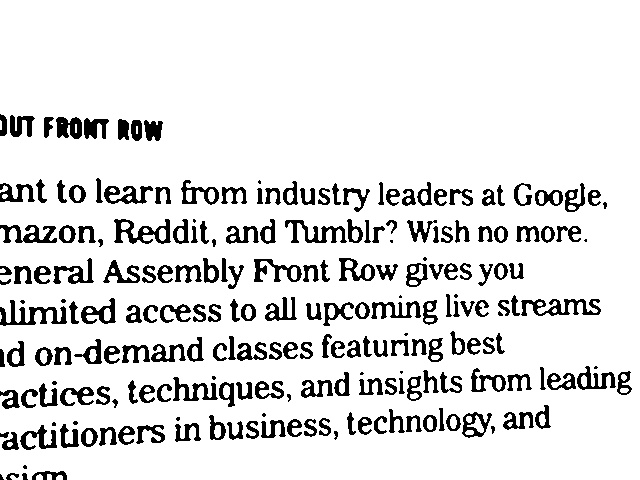 OUT FRONT ROW
ant to learn from industry leaders at Google,
mazon, Reddit, and Tumblr? Wish no more.
eneral Assembly Front Row gives you
nlimited access to all upcoming live streams
nd on-demand classes featuring best
ractices, techniques, and insights from leading
ractitioners in business, technology, and
esign